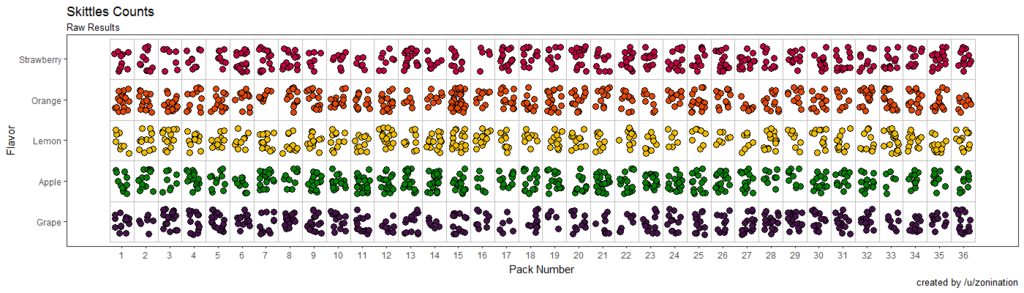 Skittles Counts
Raw Results
Flavor
Strawberry
Orange
Lemon
Apple
Grape
1 2 3 4 5 6 7 8 9 10 11 12 13 14 15 16 17 18 19 20 21 22 23 24 25 26 27 28 29 30 31 32 33 34 35 36
Pack Number
created by /u/zonination